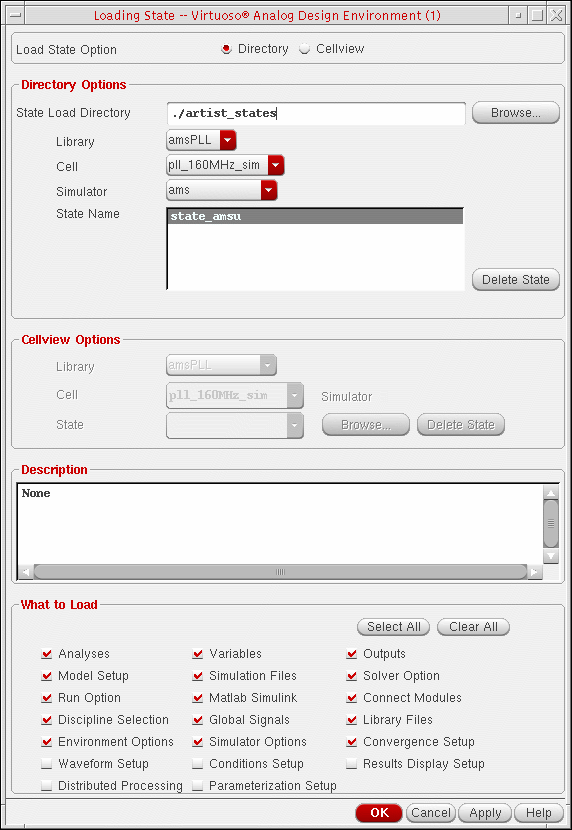 Loading State -- Virtuoso® Analog Design Environment (1)
Load State Option Directory Cellview
Directory Options
State Load Directory ./artist_states Browse...
Library amsPLL
Cell pll_160MHz_sim
Simulator ams
State Name state_amsu
Delete State
Cellview Options
Library amsPLL
Cell pll_160MHz_sim Simulator
State Browse... Delete State
Description
None
What to Load
Select All Clear All
Analyses Variables Outputs
Model Setup Simulation Files Solver Option
Run Option Matlab Simulink Connect Modules
Discipline Selection Global Signals Library Files
Environment Options Simulator Options Convergence Setup
Waveform Setup Conditions Setup Results Display Setup
Distributed Processing Parameterization Setup
OK Cancel Apply Help